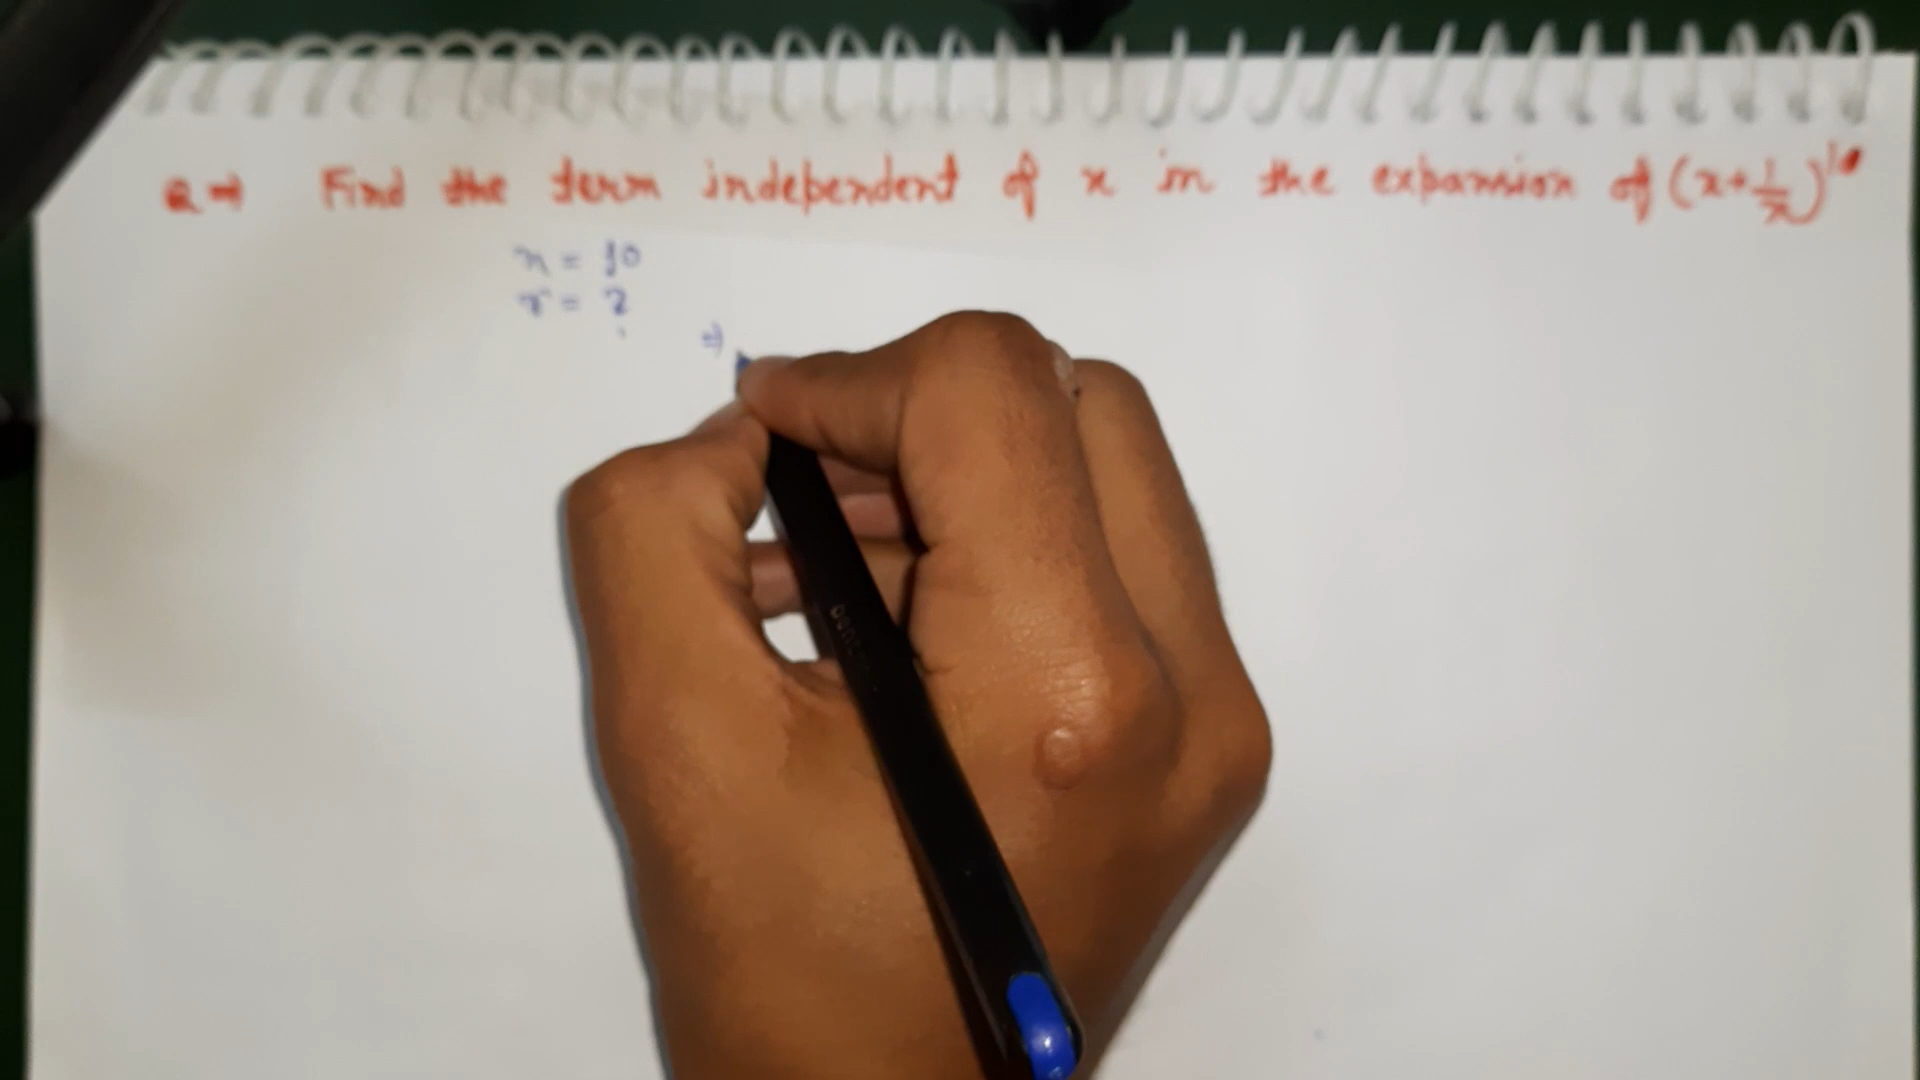 Q ⇒ Find the term independent of x in the expansion of (x + 1/x)^10
n = 10
r = ?
⇒